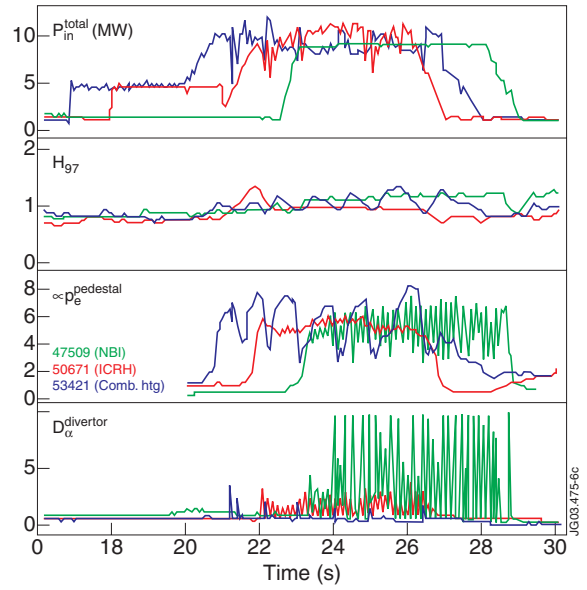 P_in^total (MW)
10
5
0
H_97
2
1
0
∝p_e^pedestal
8
6
4
2
0
47509 (NBI)
50671 (ICRH)
53421 (Comb. htg)
D_α^divertor
5
0
0 18 20 22 24 26 28 30
Time (s)
JG03.475-6c